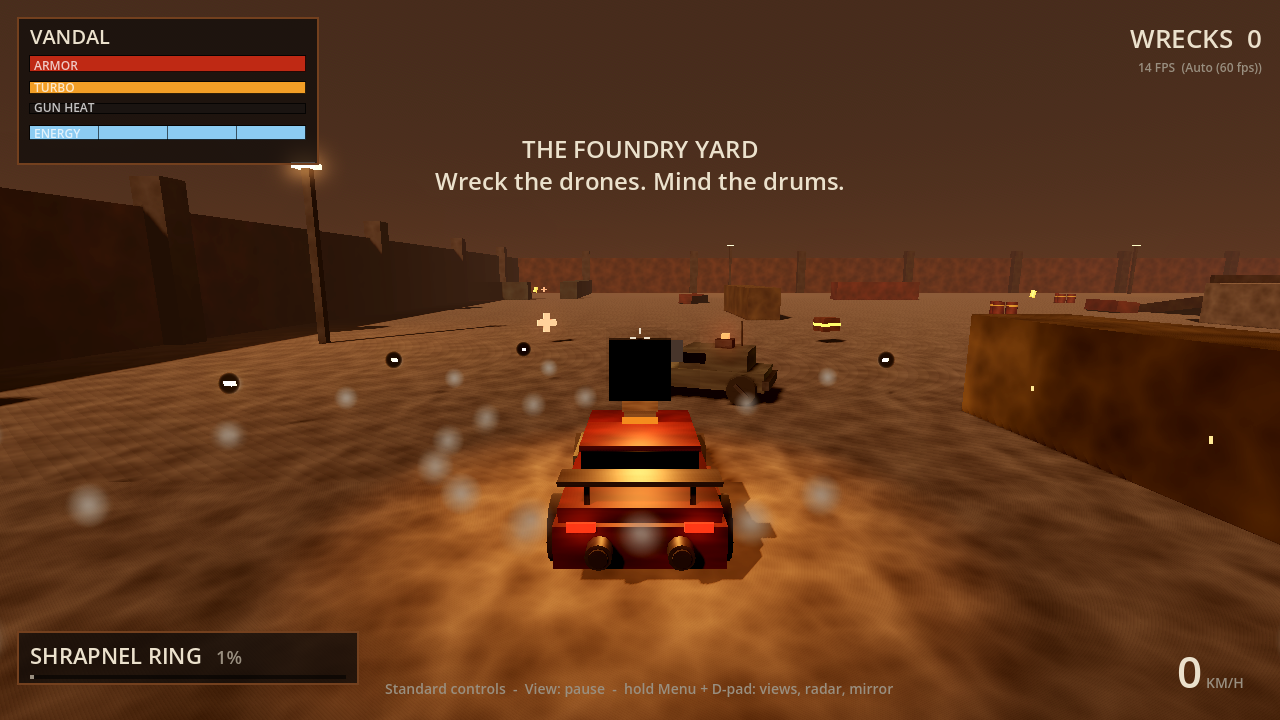 VANDAL
ARMOR
TURBO
GUN HEAT
ENERGY
WRECKS 0
14 FPS (Auto (60 fps))
THE FOUNDRY YARD
Wreck the drones. Mind the drums.
SHRAPNEL RING 1%
Standard controls - View: pause - hold Menu + D-pad: views, radar, mirror
0 KM/H